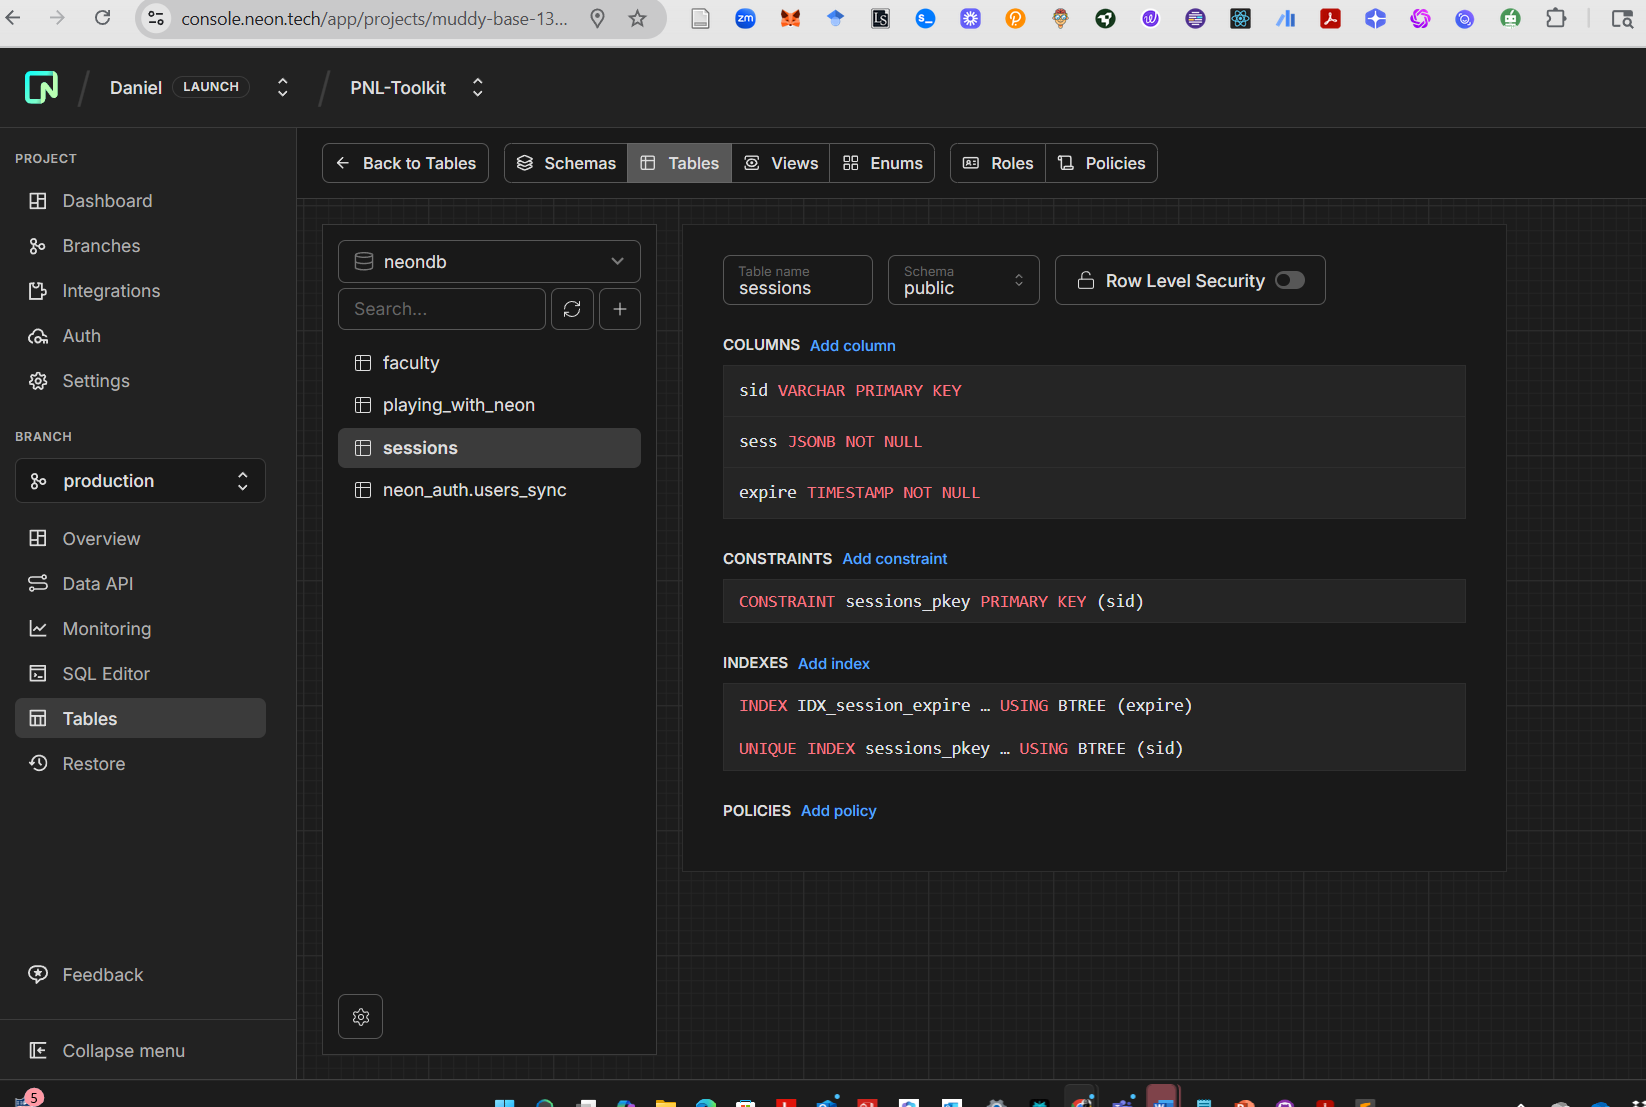 console.neon.tech/app/projects/muddy-base-13...
Daniel LAUNCH PNL-Toolkit
PROJECT
Dashboard
Branches
Integrations
Auth
Settings
BRANCH
production
Overview
Data API
Monitoring
SQL Editor
Tables
Restore
Feedback
Collapse menu
Back to Tables Schemas Tables Views Enums Roles Policies
neondb
Search...
faculty
playing_with_neon
sessions
neon_auth.users_sync
Table name
sessions
Schema
public
Row Level Security
COLUMNS Add column
sid VARCHAR PRIMARY KEY
sess JSONB NOT NULL
expire TIMESTAMP NOT NULL
CONSTRAINTS Add constraint
CONSTRAINT sessions_pkey PRIMARY KEY (sid)
INDEXES Add index
INDEX IDX_session_expire … USING BTREE (expire)
UNIQUE INDEX sessions_pkey … USING BTREE (sid)
POLICIES Add policy
5